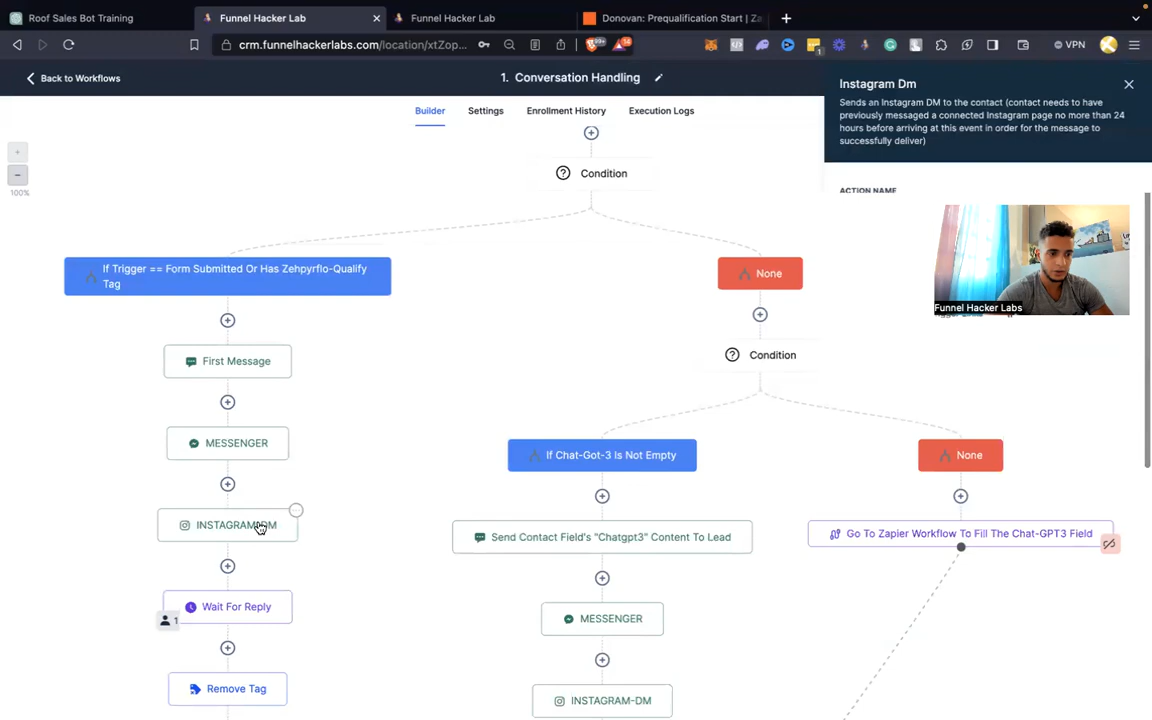 Roof Sales Bot Training
Funnel Hacker Lab
Funnel Hacker Lab
Donovan: Prequalification Start | Za
crm.funnelhackerlabs.com/location/xtZop...
99+
14
1
VPN
Back to Workflows
1. Conversation Handling
Builder
Settings
Enrollment History
Execution Logs
100%
Instagram Dm
Sends an Instagram DM to the contact (contact needs to have
previously messaged a connected Instagram page no more than 24
hours before arriving at this event in order for the message to
successfully deliver)
ACTION NAME
Funnel Hacker Labs
Condition
If Trigger == Form Submitted Or Has Zehpyrflo-Qualify
Tag
None
First Message
Condition
MESSENGER
If Chat-Got-3 Is Not Empty
None
INSTAGRAM-DM
Send Contact Field's "Chatgpt3" Content To Lead
Go To Zapier Workflow To Fill The Chat-GPT3 Field
Wait For Reply
1
MESSENGER
Remove Tag
INSTAGRAM-DM